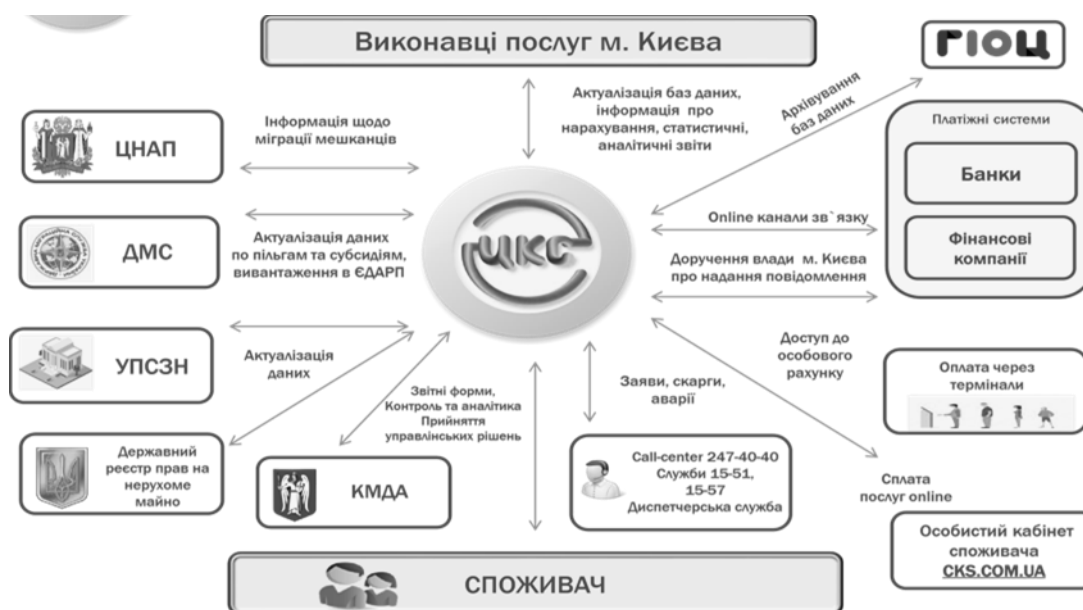 Виконавці послуг м. Києва
ГІОЦ
Актуалізація баз даних,
інформація про
нарахування, статистичні,
аналітичні звіти
Архівування
баз даних
ЦНАП
Інформація щодо
міграції мешканців
Платіжні системи
Банки
Фінансові
компанії
ДМС
Актуалізація даних
по пільгам та субсидіям,
вивантаження в ЄДАРП
ЦКС
Online канали зв`язку
Доручення влади м. Києва
про надання повідомлення
УПСЗН
Актуалізація
даних
Звітні форми,
Контроль та аналітика
Прийняття
управлінських рішень
Заяви, скарги,
аварії
Доступ до
особового
рахунку
Оплата через
термінали
Державний
реєстр прав на
нерухоме
майно
КМДА
Call-center 247-40-40
Служби 15-51,
15-57
Диспетчерська служба
Сплата
послуг online
Особистий кабінет
споживача
CKS.COM.UA
СПОЖИВАЧ